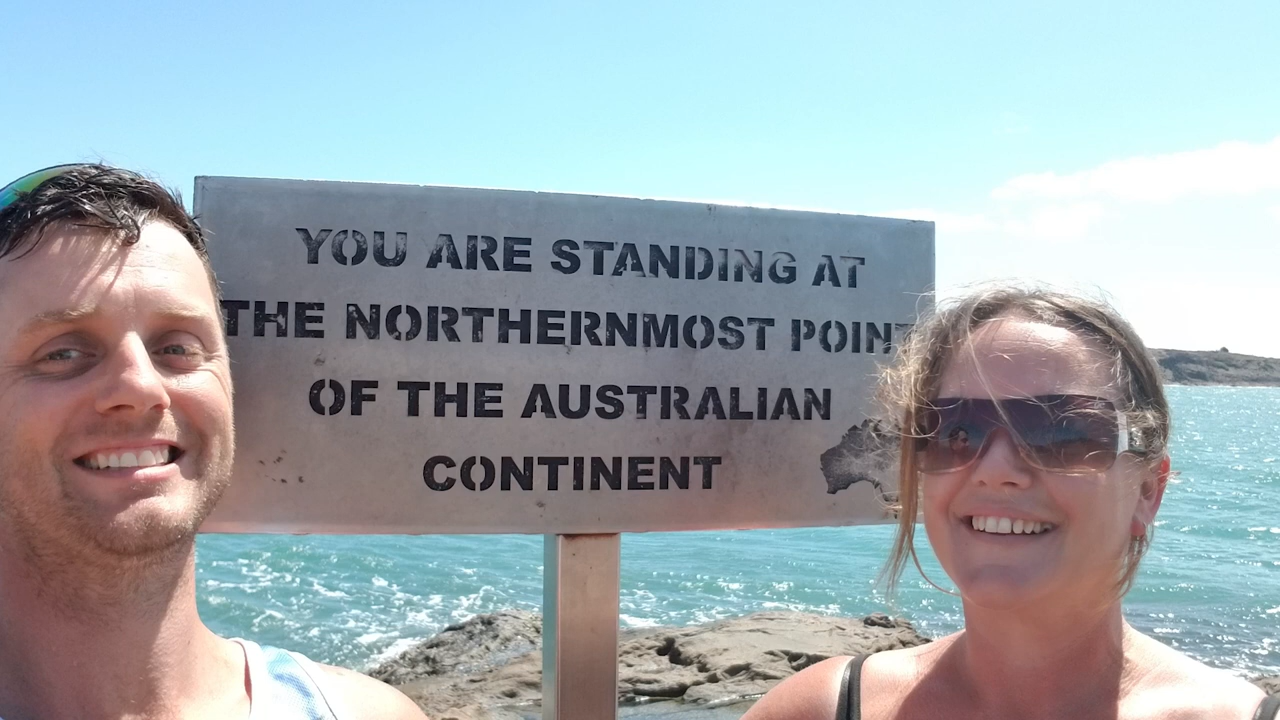 YOU ARE STANDING AT
THE NORTHERNMOST POINT
OF THE AUSTRALIAN
CONTINENT